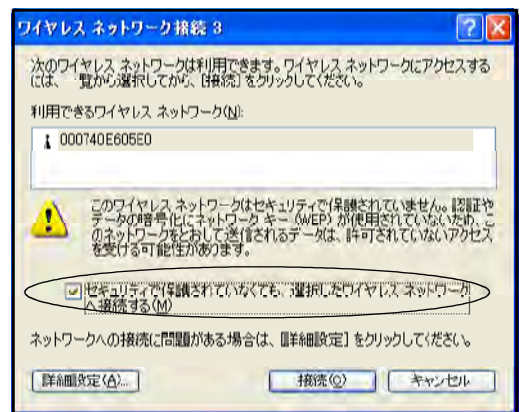 ワイヤレス ネットワーク接続 3
次のワイヤレス ネットワークは利用できます。ワイヤレス ネットワークにアクセスする
には、一覧から選択してから、[接続] をクリックしてください。
利用できるワイヤレス ネットワーク(N):
000740E605E0
このワイヤレス ネットワークはセキュリティで保護されていません。認証や
データの暗号化にネットワーク キー (WEP) が使用されていないため、こ
のネットワークをとおして送信されるデータは、許可されていないアクセス
を受ける可能性があります。
セキュリティで保護されていなくても、選択したワイヤレス ネットワーク
へ接続する(M)
ネットワークへの接続に問題がある場合は、[詳細設定] をクリックしてください。
詳細設定(A)...
接続(C)
キャンセル